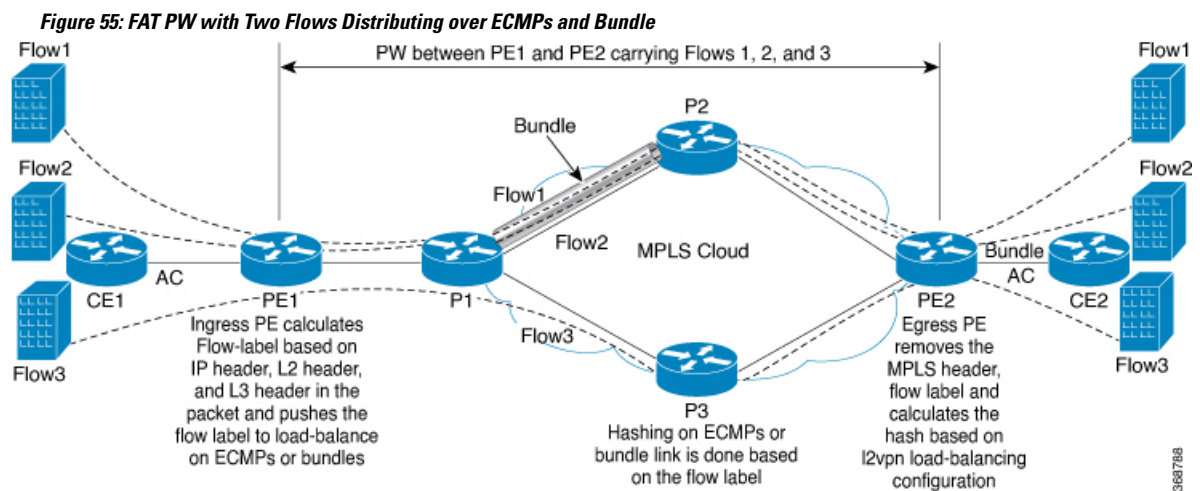 Figure 55: FAT PW with Two Flows Distributing over ECMPs and Bundle
Flow1
PW between PE1 and PE2 carrying Flows 1, 2, and 3
Flow1
P2
Bundle
Flow2
Flow1
Flow2
Flow2
MPLS Cloud
Bundle
AC
AC
CE1
PE1
P1
PE2
CE2
Flow3
Flow3
Flow3
Ingress PE calculates
Flow-label based on
IP header, L2 header,
and L3 header in the
packet and pushes the
flow label to load-balance
on ECMPs or bundles
P3
Hashing on ECMPs or
bundle link is done based
on the flow label
Egress PE
removes the
MPLS header,
flow label and
calculates the
hash based on
l2vpn load-balancing
configuration
368788